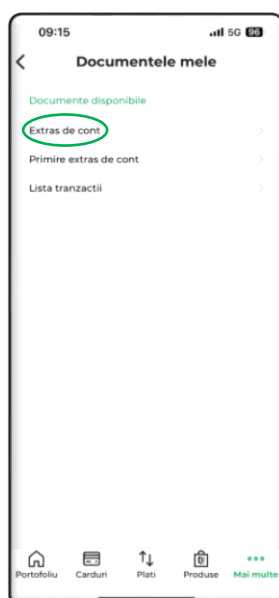 09:15 5G 96
Documentele mele
Documente disponibile
Extras de cont
Primire extras de cont
Lista tranzactii
Portofoliu Carduri Plati Produse Mai multe